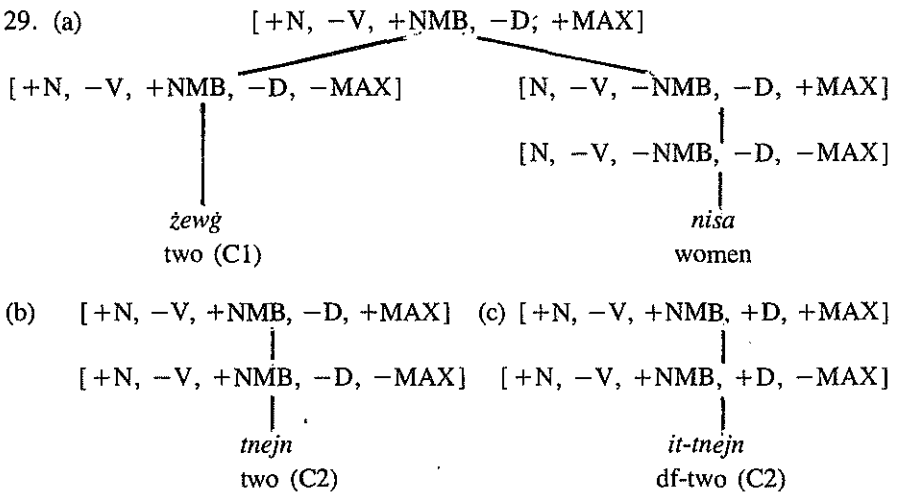 29. (a) [+N, −V, +NMB, −D; +MAX]
[+N, −V, +NMB, −D, −MAX] [N, −V, −NMB, −D, +MAX]
[N, −V, −NMB, −D, −MAX]
żewġ nisa
two (C1) women
(b) [+N, −V, +NMB, −D, +MAX] (c) [+N, −V, +NMB, +D, +MAX]
[+N, −V, +NMB, −D, −MAX] [+N, −V, +NMB, +D, −MAX]
tnejn it-tnejn
two (C2) df-two (C2)